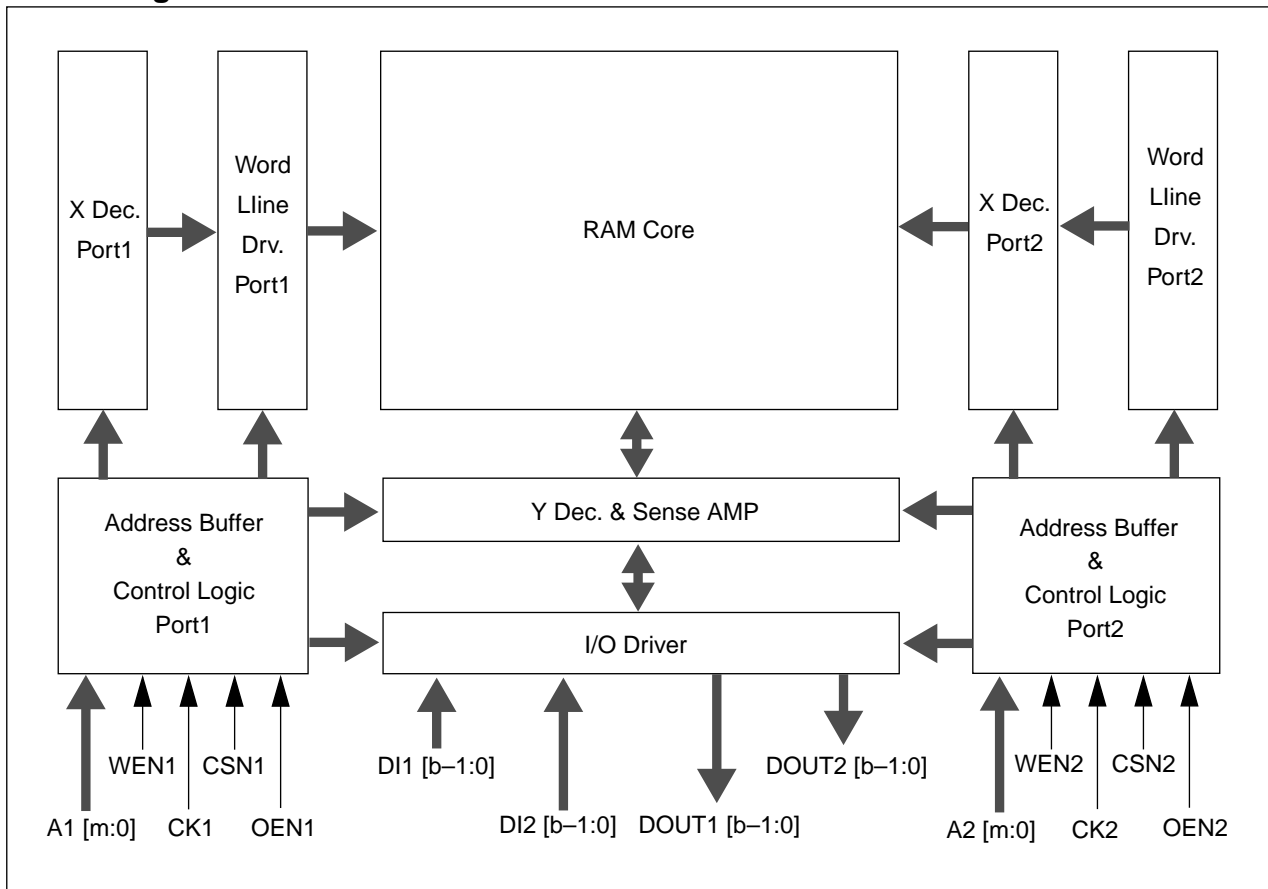 X Dec.
Port1
Word
Lline
Drv.
Port1
RAM Core
X Dec.
Port2
Word
Lline
Drv.
Port2
Address Buffer
&
Control Logic
Port1
Y Dec. & Sense AMP
I/O Driver
Address Buffer
&
Control Logic
Port2
WEN1
CSN1
DI1 [b–1:0]
DOUT2 [b–1:0]
WEN2
CSN2
A1 [m:0]
CK1
OEN1
DI2 [b–1:0]
DOUT1 [b–1:0]
A2 [m:0]
CK2
OEN2